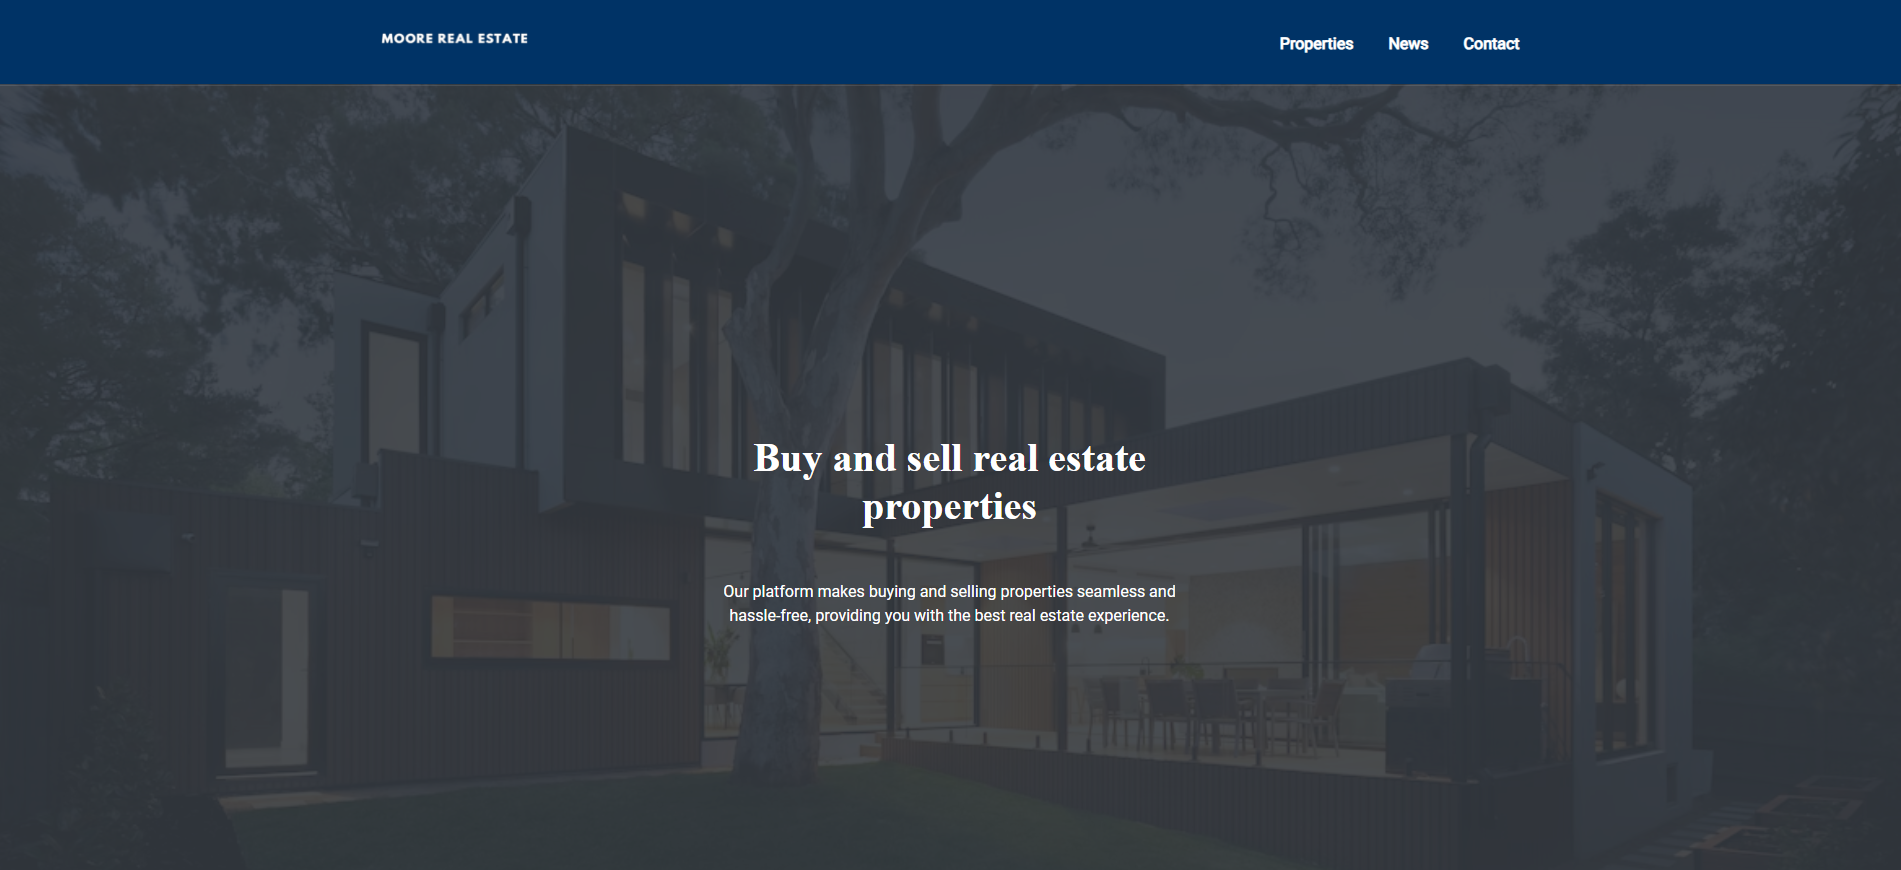 MOORE REAL ESTATE
Properties News Contact
Buy and sell real estate
properties
Our platform makes buying and selling properties seamless and
hassle-free, providing you with the best real estate experience.